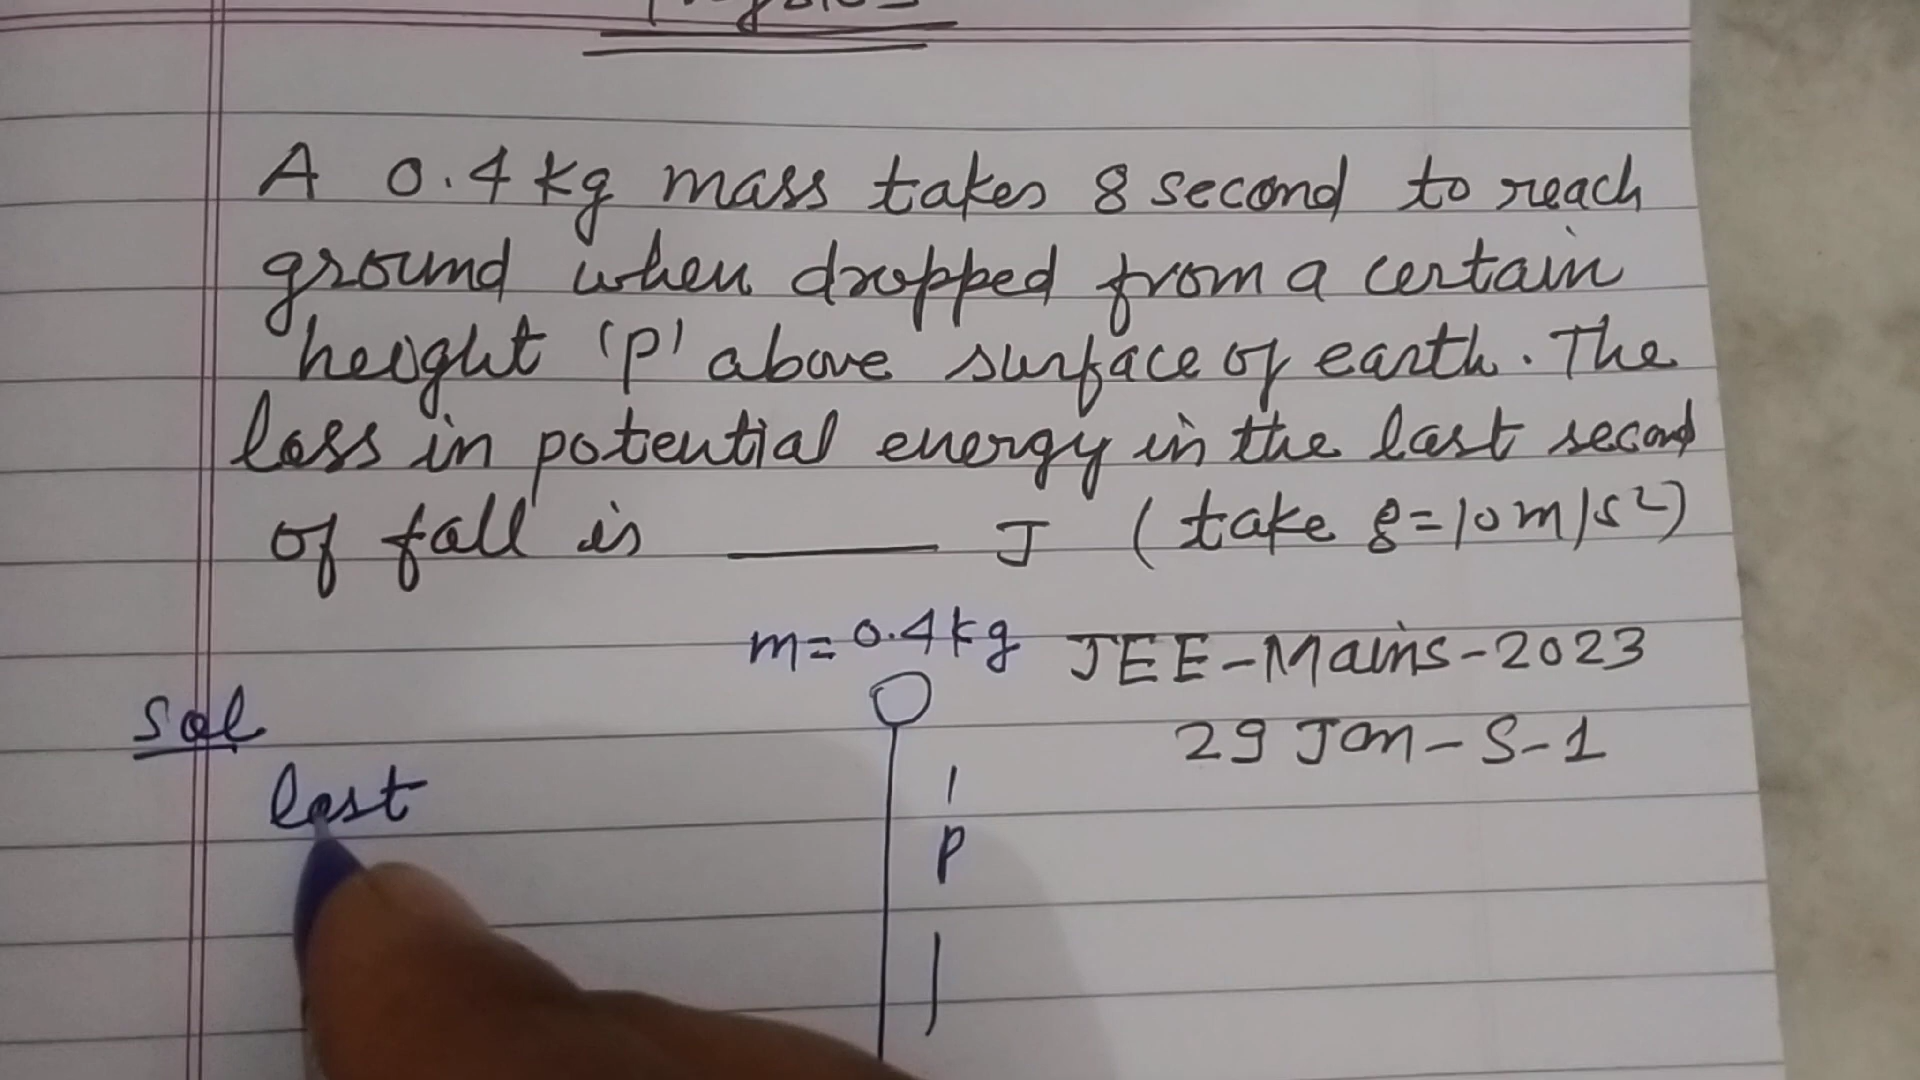 A 0.4 kg mass takes 8 second to reach
ground when dropped from a certain
height 'P' above surface of earth. The
loss in potential energy in the last second
of fall is ______ J (take g=10 m/s²)
m=0.4kg JEE-Mains-2023
Sol
29 Jan-S-1
last
P